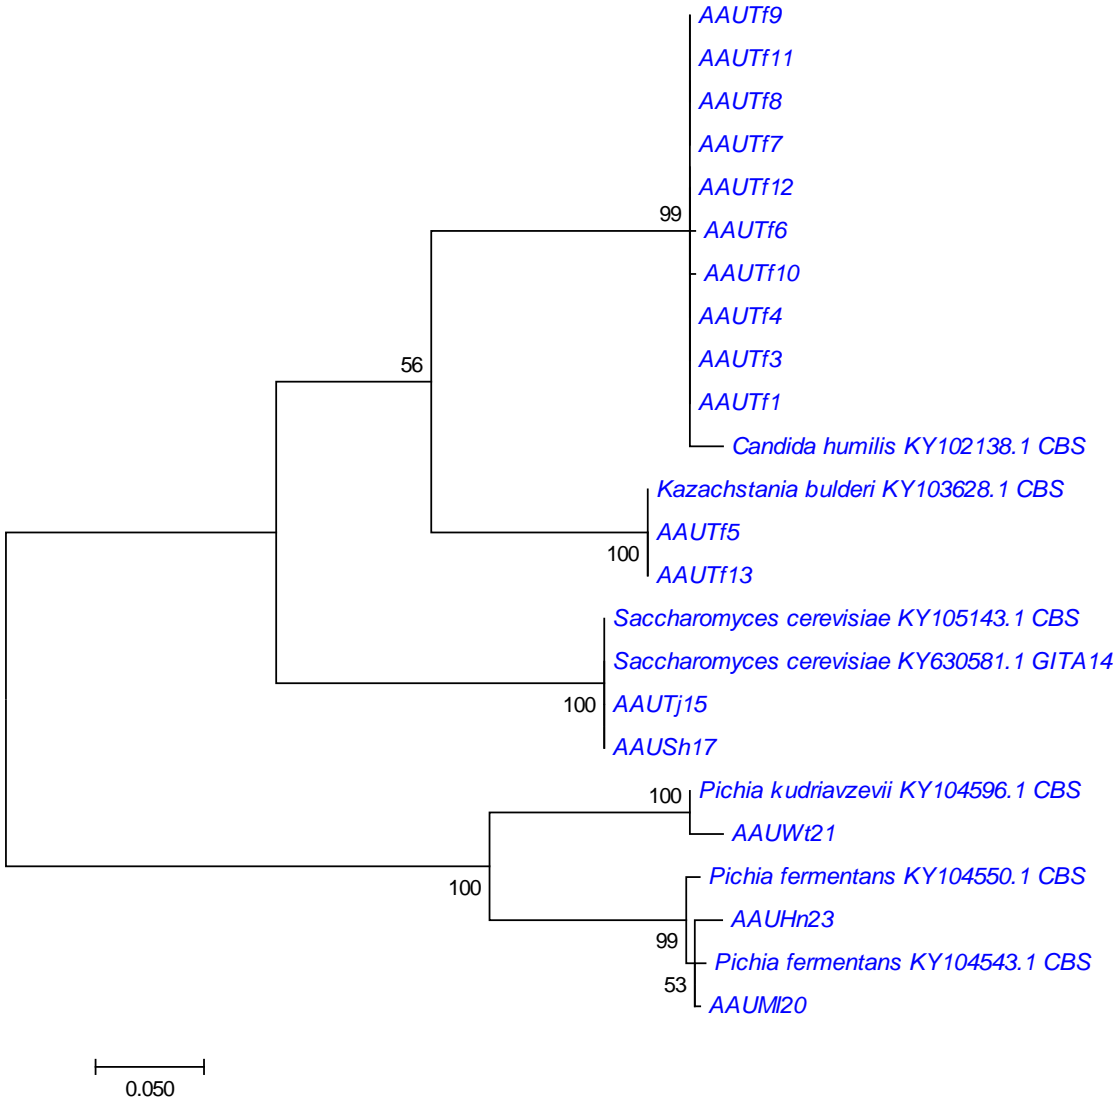 AAUTf9
AAUTf11
AAUTf8
AAUTf7
AAUTf12
99
AAUTf6
AAUTf10
AAUTf4
AAUTf3
56
AAUTf1
Candida humilis KY102138.1 CBS
Kazachstania bulderi KY103628.1 CBS
AAUTf5
100
AAUTf13
Saccharomyces cerevisiae KY105143.1 CBS
Saccharomyces cerevisiae KY630581.1 GITA14
100
AAUTj15
AAUSh17
100
Pichia kudriavzevii KY104596.1 CBS
AAUWt21
Pichia fermentans KY104550.1 CBS
100
AAUHn23
99
Pichia fermentans KY104543.1 CBS
53
AAUMl20
0.050